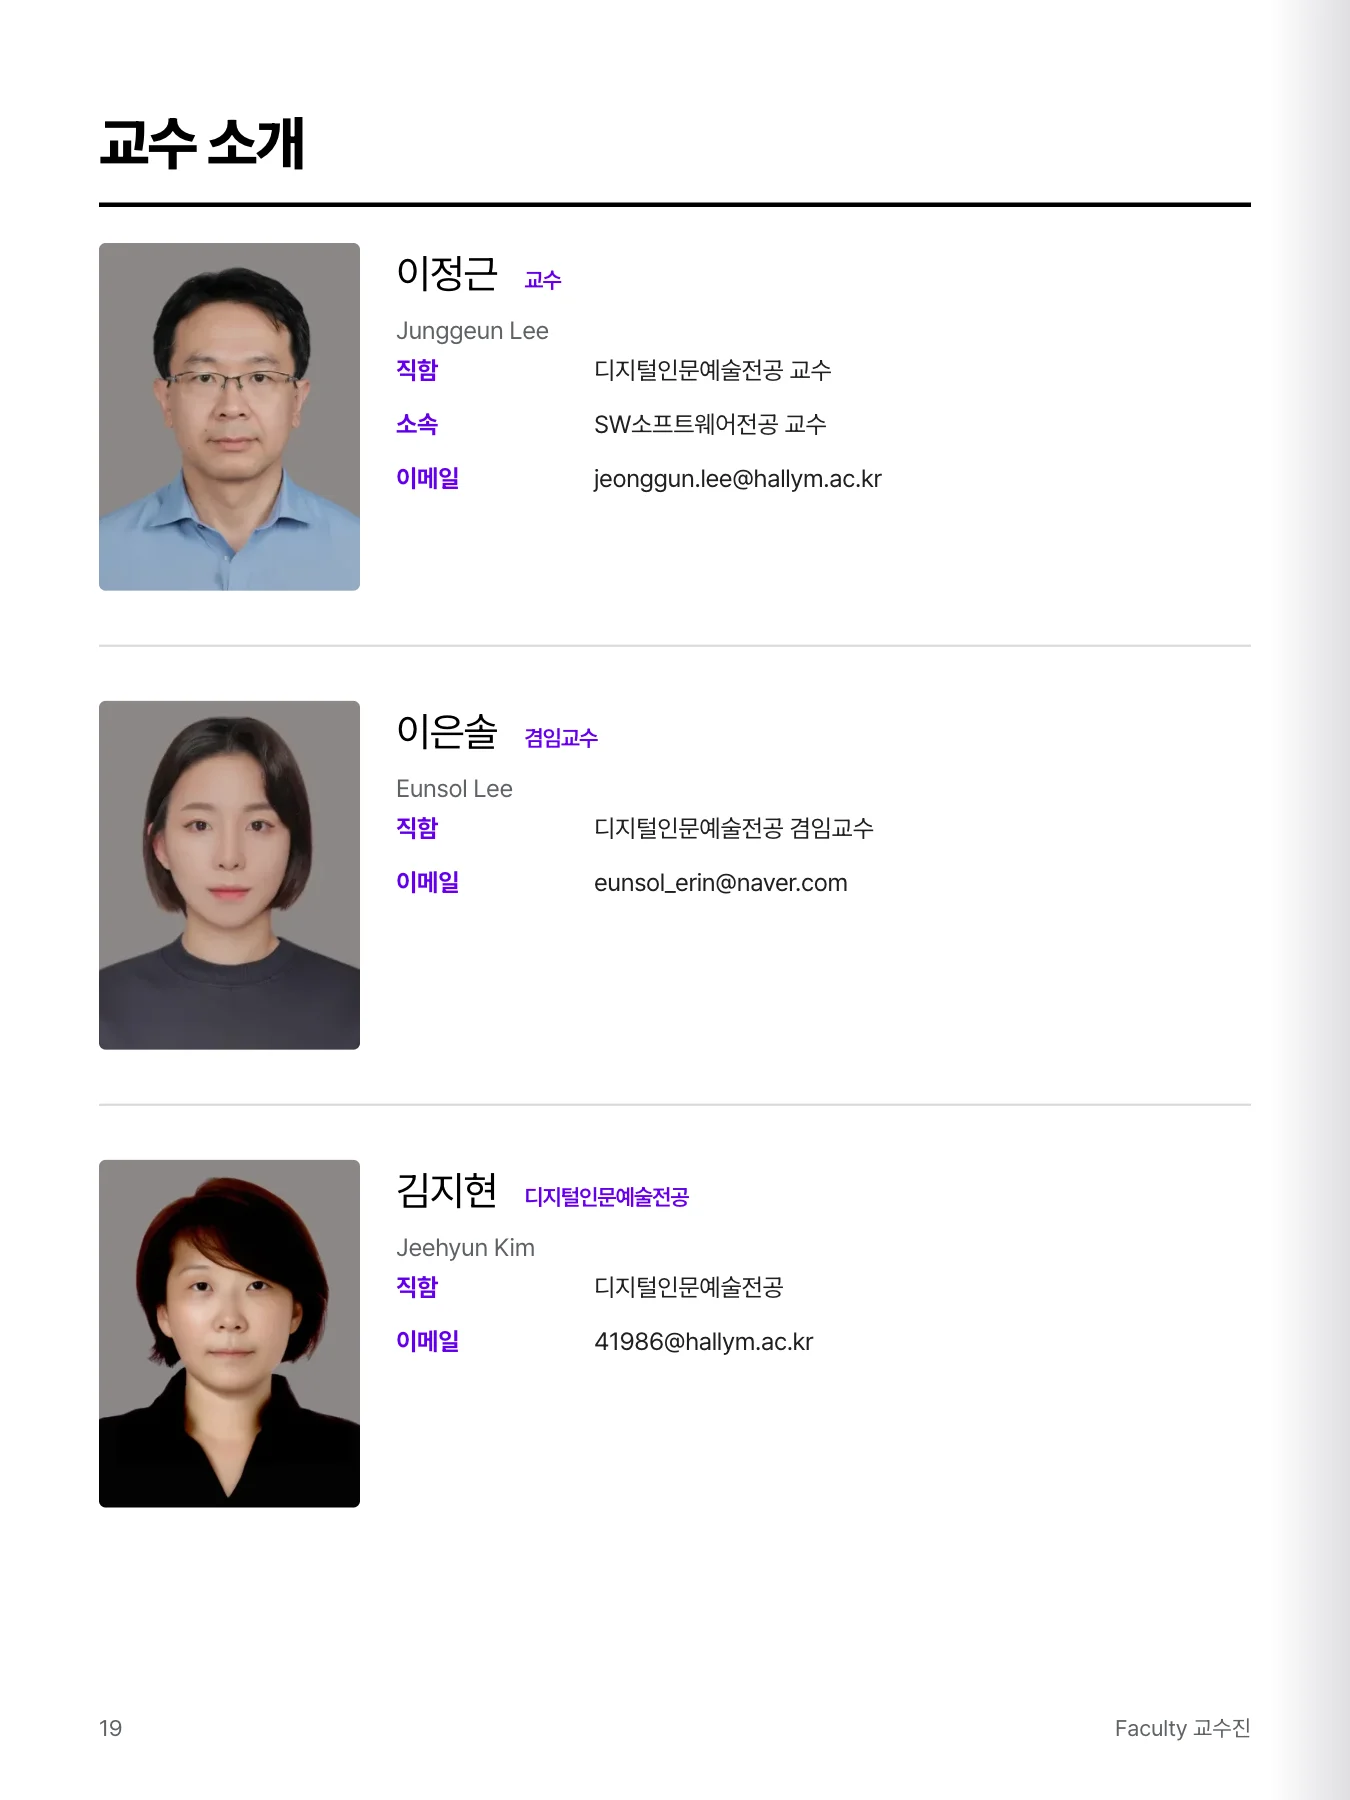 교수 소개
이정근 교수
Junggeun Lee
직함 디지털인문예술전공 교수
소속 SW소프트웨어전공 교수
이메일 jeonggun.lee@hallym.ac.kr
이은솔 겸임교수
Eunsol Lee
직함 디지털인문예술전공 겸임교수
이메일 eunsol_erin@naver.com
김지현 디지털인문예술전공
Jeehyun Kim
직함 디지털인문예술전공
이메일 41986@hallym.ac.kr
19 Faculty 교수진